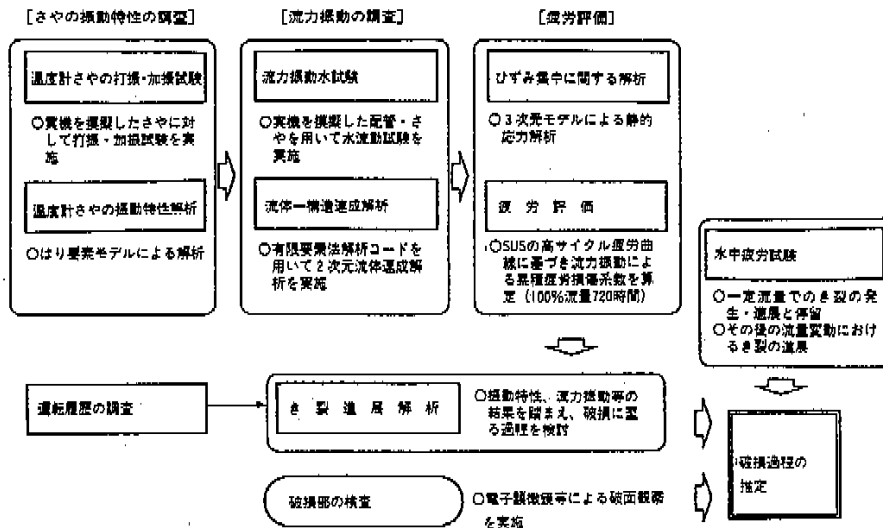 [さやの振動特性の調査]
温度計さやの打振・加振試験
○実機を模擬したさやに対
して打振・加振試験を実
施
温度計さやの振動特性解析
○はり要素モデルによる解析
[流力振動の調査]
流力振動水試験
○実機を模擬した配管・さ
やを用いて水流動試験を
実施
流体－構造連成解析
○有限要素法解析コードを
用いて2次元流体連成解
析を実施
[疲労評価]
ひずみ集中に関する解析
○3次元モデルによる静的
応力解析
疲労評価
○SUSの高サイクル疲労曲
線に基づき流力振動によ
る累積疲労損傷係数を算
定（100%流量720時間）
水中疲労試験
○一定流量でのき裂の発
生・進展と停留
○その後の流量変動におけ
るき裂の進展
運転履歴の調査
き裂進展解析
○振動特性、流力振動等の
結果を踏まえ、破損に至
る過程を検討
破損部の検査
○電子顕微鏡等による破面観察
を実施
破損過程の
推定